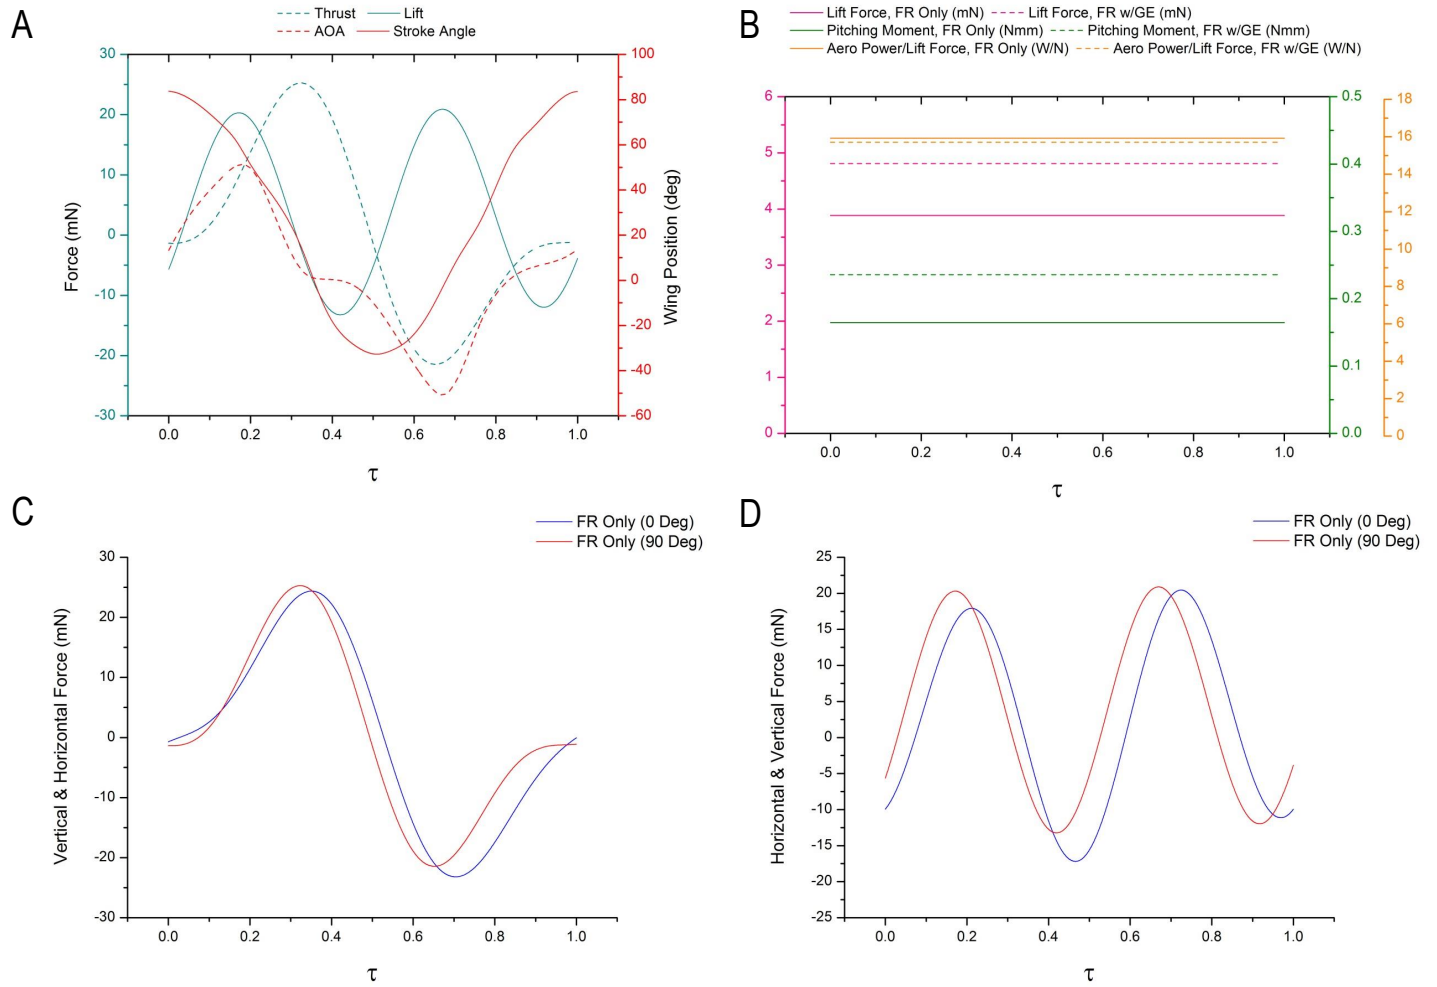 A
Thrust Lift
AOA Stroke Angle
30
20
10
0
-10
-20
-30
Force (mN)
100
80
60
40
20
0
-20
-40
-60
Wing Position (deg)
0.0 0.2 0.4 0.6 0.8 1.0
τ
B
Lift Force, FR Only (mN) Lift Force, FR w/GE (mN)
Pitching Moment, FR Only (Nmm) Pitching Moment, FR w/GE (Nmm)
Aero Power/Lift Force, FR Only (W/N) Aero Power/Lift Force, FR w/GE (W/N)
6
5
4
3
2
1
0
0.5
0.4
0.3
0.2
0.1
0.0
18
16
14
12
10
8
6
4
2
0
0.0 0.2 0.4 0.6 0.8 1.0
τ
C
FR Only (0 Deg)
FR Only (90 Deg)
30
20
10
0
-10
-20
-30
Vertical & Horizontal Force (mN)
0.0 0.2 0.4 0.6 0.8 1.0
τ
D
FR Only (0 Deg)
FR Only (90 Deg)
25
20
15
10
5
0
-5
-10
-15
-20
-25
Horizontal & Vertical Force (mN)
0.0 0.2 0.4 0.6 0.8 1.0
τ